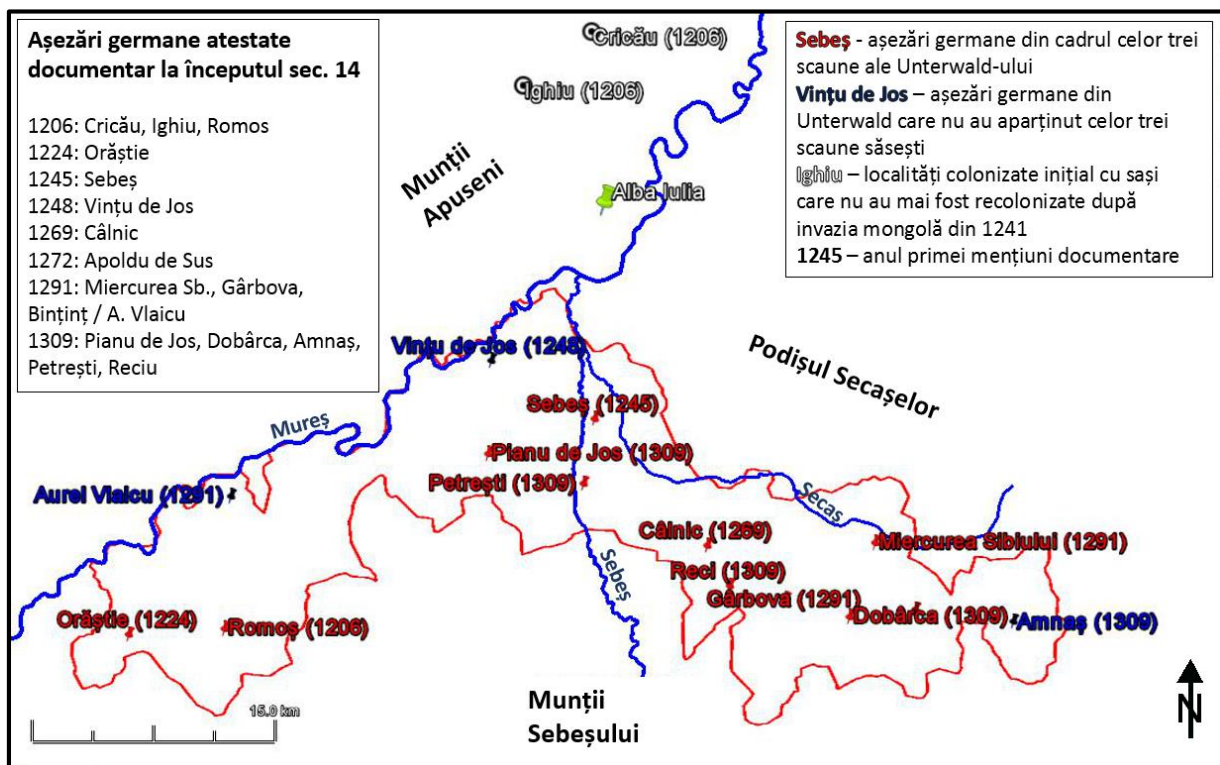 Așezări germane atestate
documentar la începutul sec. 14
1206: Cricău, Ighiu, Romos
1224: Orăștie
1245: Sebeș
1248: Vințu de Jos
1269: Câlnic
1272: Apoldu de Sus
1291: Miercurea Sb., Gârbova,
Binținț / A. Vlaicu
1309: Pianu de Jos, Dobârca, Amnaș,
Petrești, Reciu
Sebeș - așezări germane din cadrul celor trei
scaune ale Unterwald-ului
Vințu de Jos – așezări germane din
Unterwald care nu au aparținut celor trei
scaune săsești
Ighiu – localități colonizate inițial cu sași
care nu au mai fost recolonizate după
invazia mongolă din 1241
1245 – anul primei mențiuni documentare
Cricău (1206)
Ighiu (1206)
Munții
Apuseni
Alba Iulia
Vințu de Jos (1248)
Podișul Secașelor
Sebeș (1245)
Mureș
Pianu de Jos (1309)
Petrești (1309)
Aurel Vlaicu (1291)
Secaș
Câlnic (1269)
Miercurea Sibiului (1291)
Reci (1309)
Sebeș
Gârbova (1291)
Dobârca (1309)
Amnaș (1309)
Orăștie (1224)
Romoș (1206)
15.0 km
Munții
Sebeșului
N